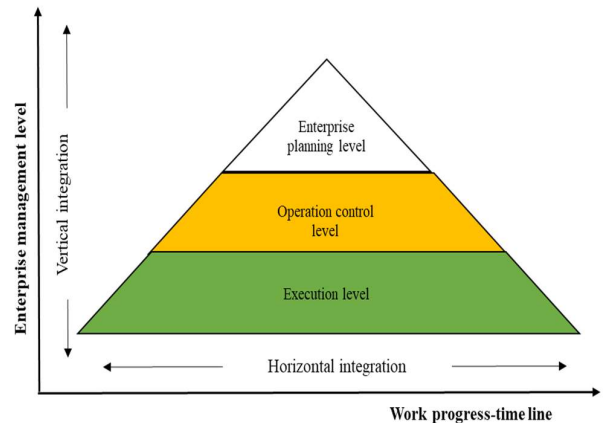 Enterprise management level
Vertical integration
Enterprise
planning level
Operation control
level
Execution level
Horizontal integration
Work progress-time line